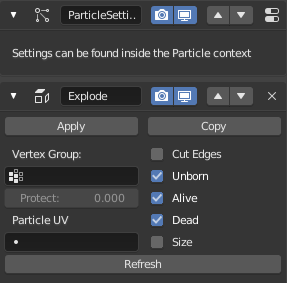 ParticleSetti..
Settings can be found inside the Particle context
Explode
Apply
Copy
Vertex Group:
Cut Edges
Unborn
Protect: 0.000
Alive
Particle UV
Dead
Size
Refresh